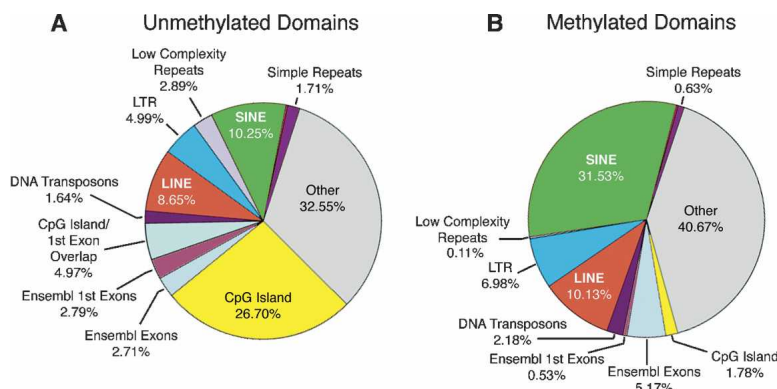 A Unmethylated Domains
Low Complexity
Repeats
2.89%
Simple Repeats
1.71%
LTR
4.99%
SINE
10.25%
LINE
8.65%
Other
32.55%
DNA Transposons
1.64%
CpG Island/
1st Exon
Overlap
4.97%
Ensembl 1st Exons
2.79%
Ensembl Exons
2.71%
CpG Island
26.70%
B Methylated Domains
Simple Repeats
0.63%
SINE
31.53%
Other
40.67%
Low Complexity
Repeats
0.11%
LTR
6.98%
LINE
10.13%
DNA Transposons
2.18%
Ensembl 1st Exons
0.53%
Ensembl Exons
5.17%
CpG Island
1.78%